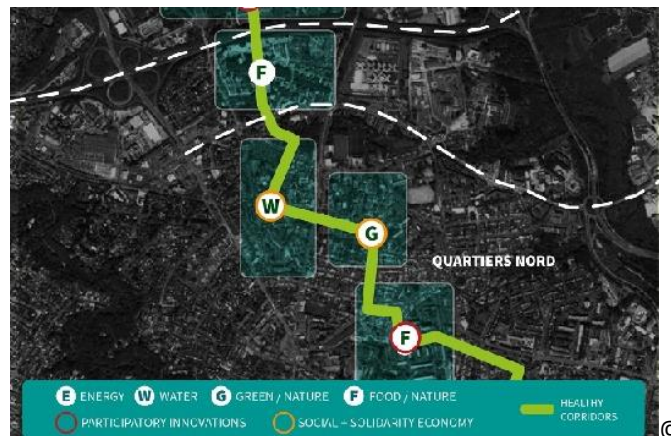 F
W
G
QUARTIERS NORD
F
E ENERGY W WATER G GREEN / NATURE F FOOD / NATURE
PARTICIPATORY INNOVATIONS SOCIAL + SOLIDARITY ECONOMY
HEALTHY
CORRIDORS
©